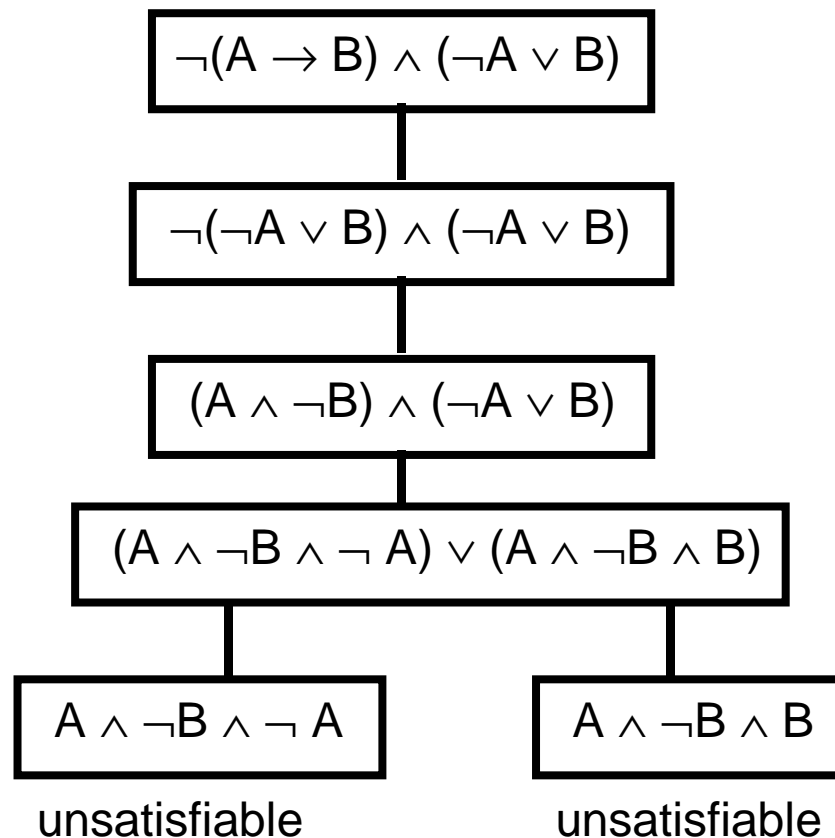 ¬(A → B) ∧ (¬A ∨ B)
¬(¬A ∨ B) ∧ (¬A ∨ B)
(A ∧ ¬B) ∧ (¬A ∨ B)
(A ∧ ¬B ∧ ¬ A) ∨ (A ∧ ¬B ∧ B)
A ∧ ¬B ∧ ¬ A
A ∧ ¬B ∧ B
unsatisfiable
unsatisfiable